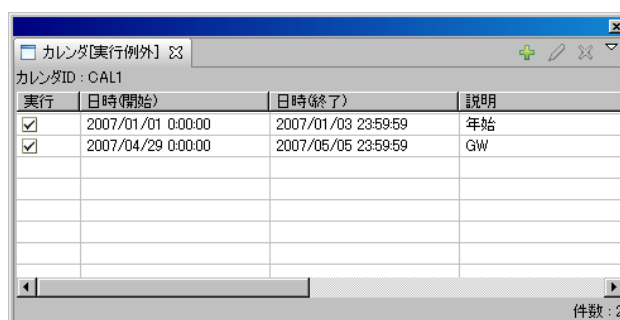 カレンダ[実行例外]
カレンダID : CAL1
実行 日時(開始) 日時(終了) 説明
2007/01/01 0:00:00 2007/01/03 23:59:59 年始
2007/04/29 0:00:00 2007/05/05 23:59:59 GW
件数 : 2